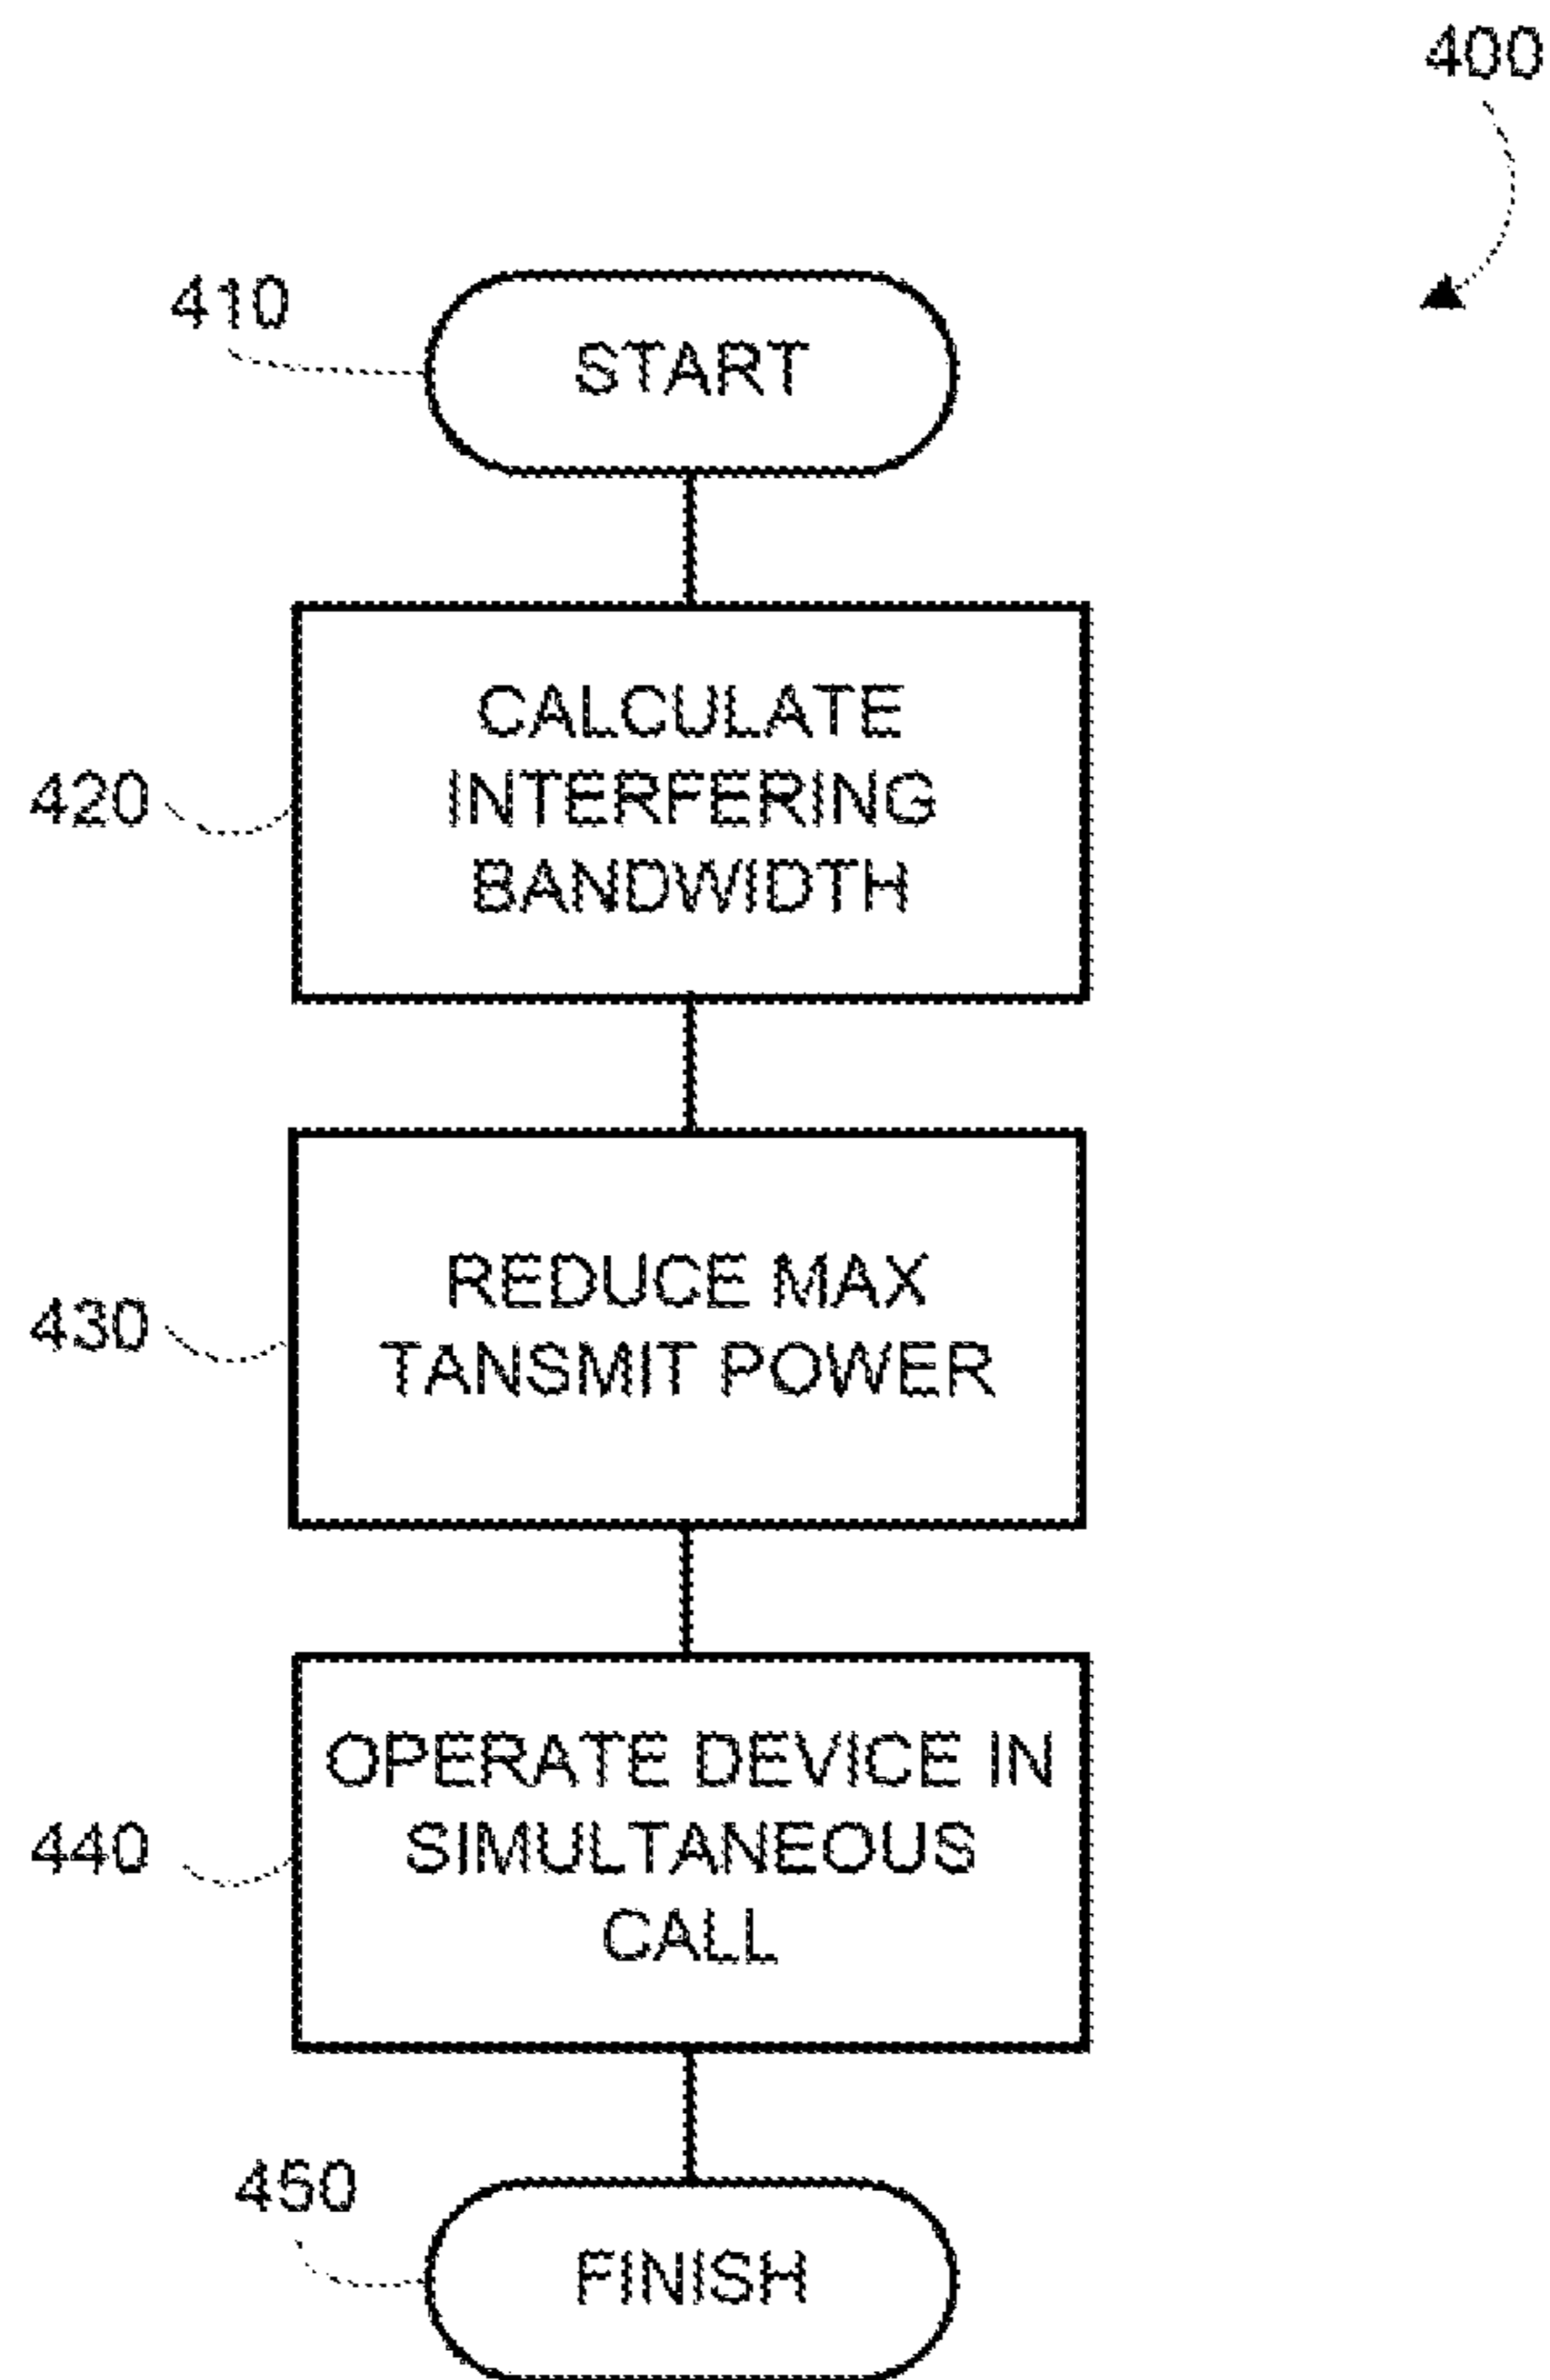 400
410
START
420
CALCULATE
INTERFERING
BANDWIDTH
430
REDUCE MAX
TANSMIT POWER
440
OPERATE DEVICE IN
SIMULTANEOUS
CALL
450
FINISH